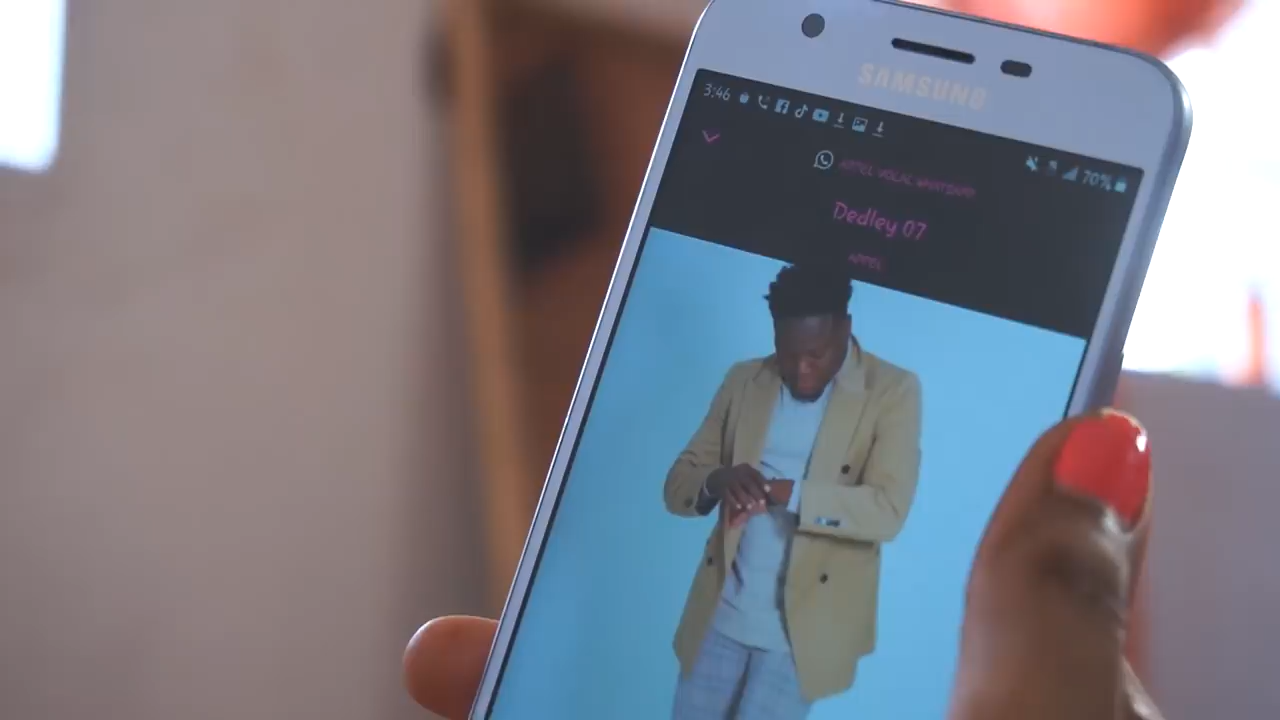 SAMSUNG
3:46
70%
APPEL VOCAL WHATSAPP
Dedley 07
APPEL